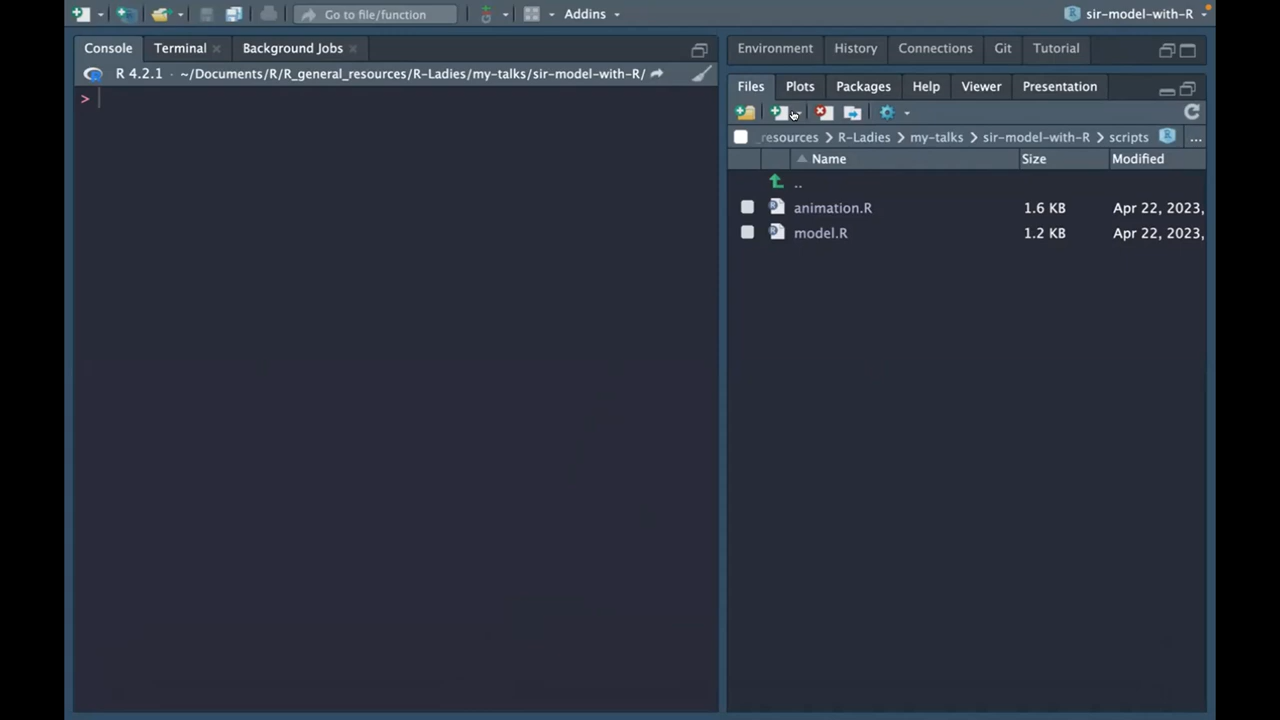 Go to file/function
Addins
sir-model-with-R
Console
Terminal
Background Jobs
R 4.2.1 · ~/Documents/R/R_general_resources/R-Ladies/my-talks/sir-model-with-R/
>
Environment
History
Connections
Git
Tutorial
Files
Plots
Packages
Help
Viewer
Presentation
_resources
R-Ladies
my-talks
sir-model-with-R
scripts
...
Name
Size
Modified
..
animation.R
1.6 KB
Apr 22, 2023,
model.R
1.2 KB
Apr 22, 2023,